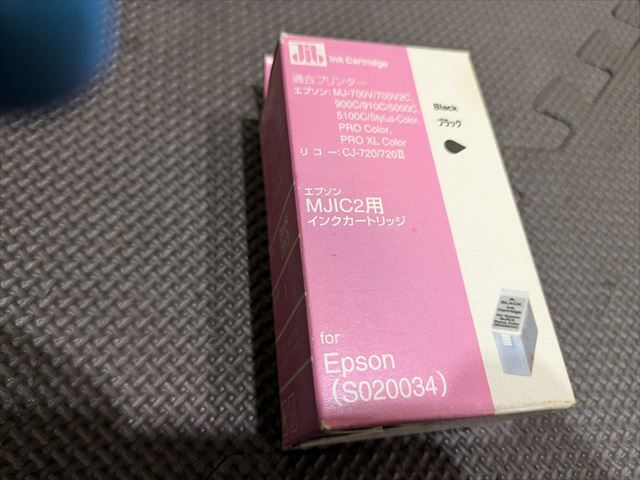 Jit Ink Cartridge
適合プリンター
エプソン:MJ-700V/700V2C,
900C/910C/5000C,
5100C/Stylus-Color,
PRO Color,
PRO XL Color
リコー:CJ-720/720Ⅱ
エプソン
MJIC2用
インクカートリッジ
for
Epson
(S020034)
Black
ブラック
BLACK
Ink
Cartridge